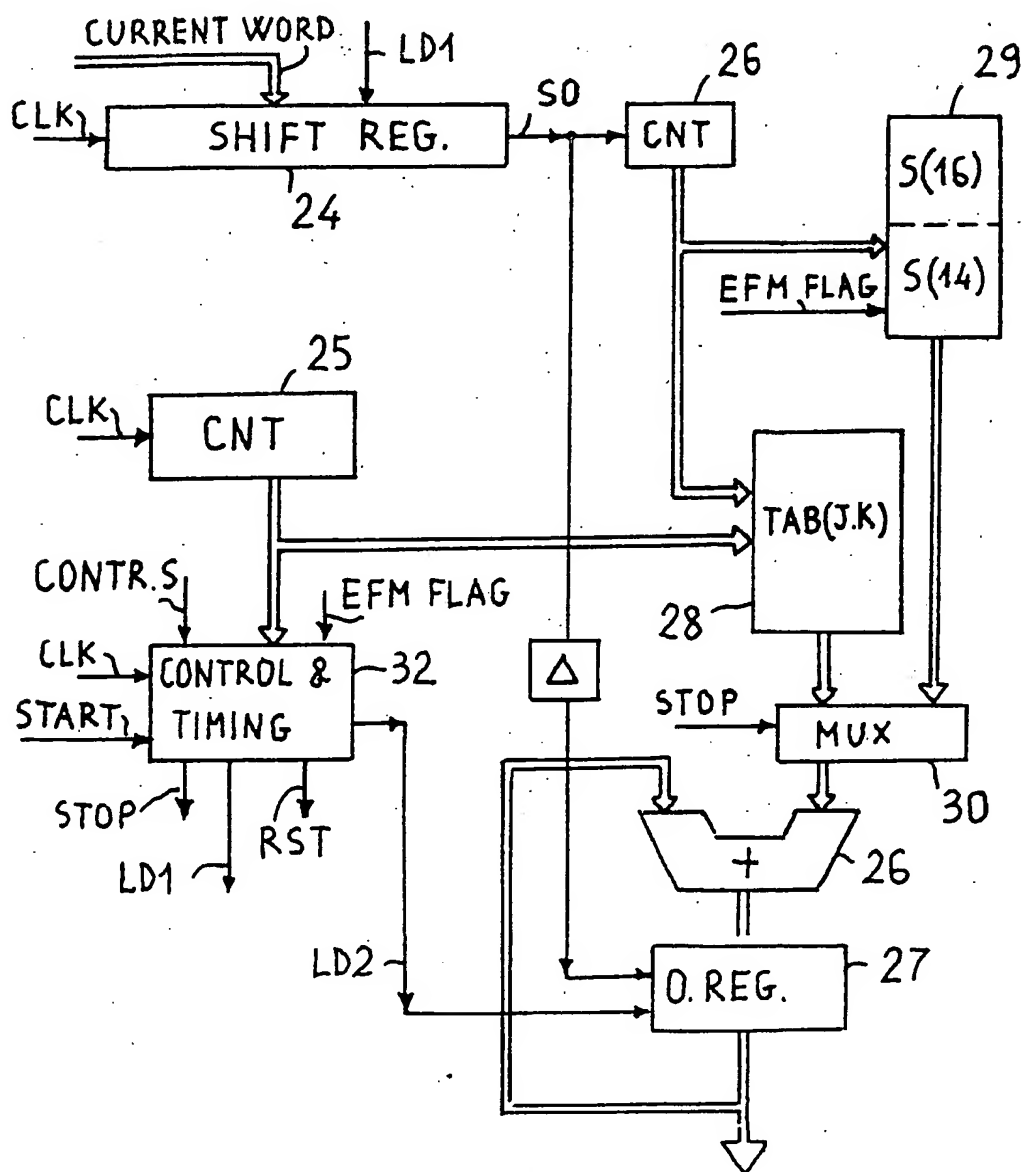 CURRENT WORD
LD1
26
29
CLK
SHIFT REG.
SO
CNT
S(16)
24
S(14)
EFM FLAG
25
CLK
CNT
TAB(J.K)
CONTR.S
EFM FLAG
28
CLK
CONTROL &
TIMING
32
Δ
START
STOP
MUX
30
STOP
RST
LD1
+
26
LD2
O.REG.
27